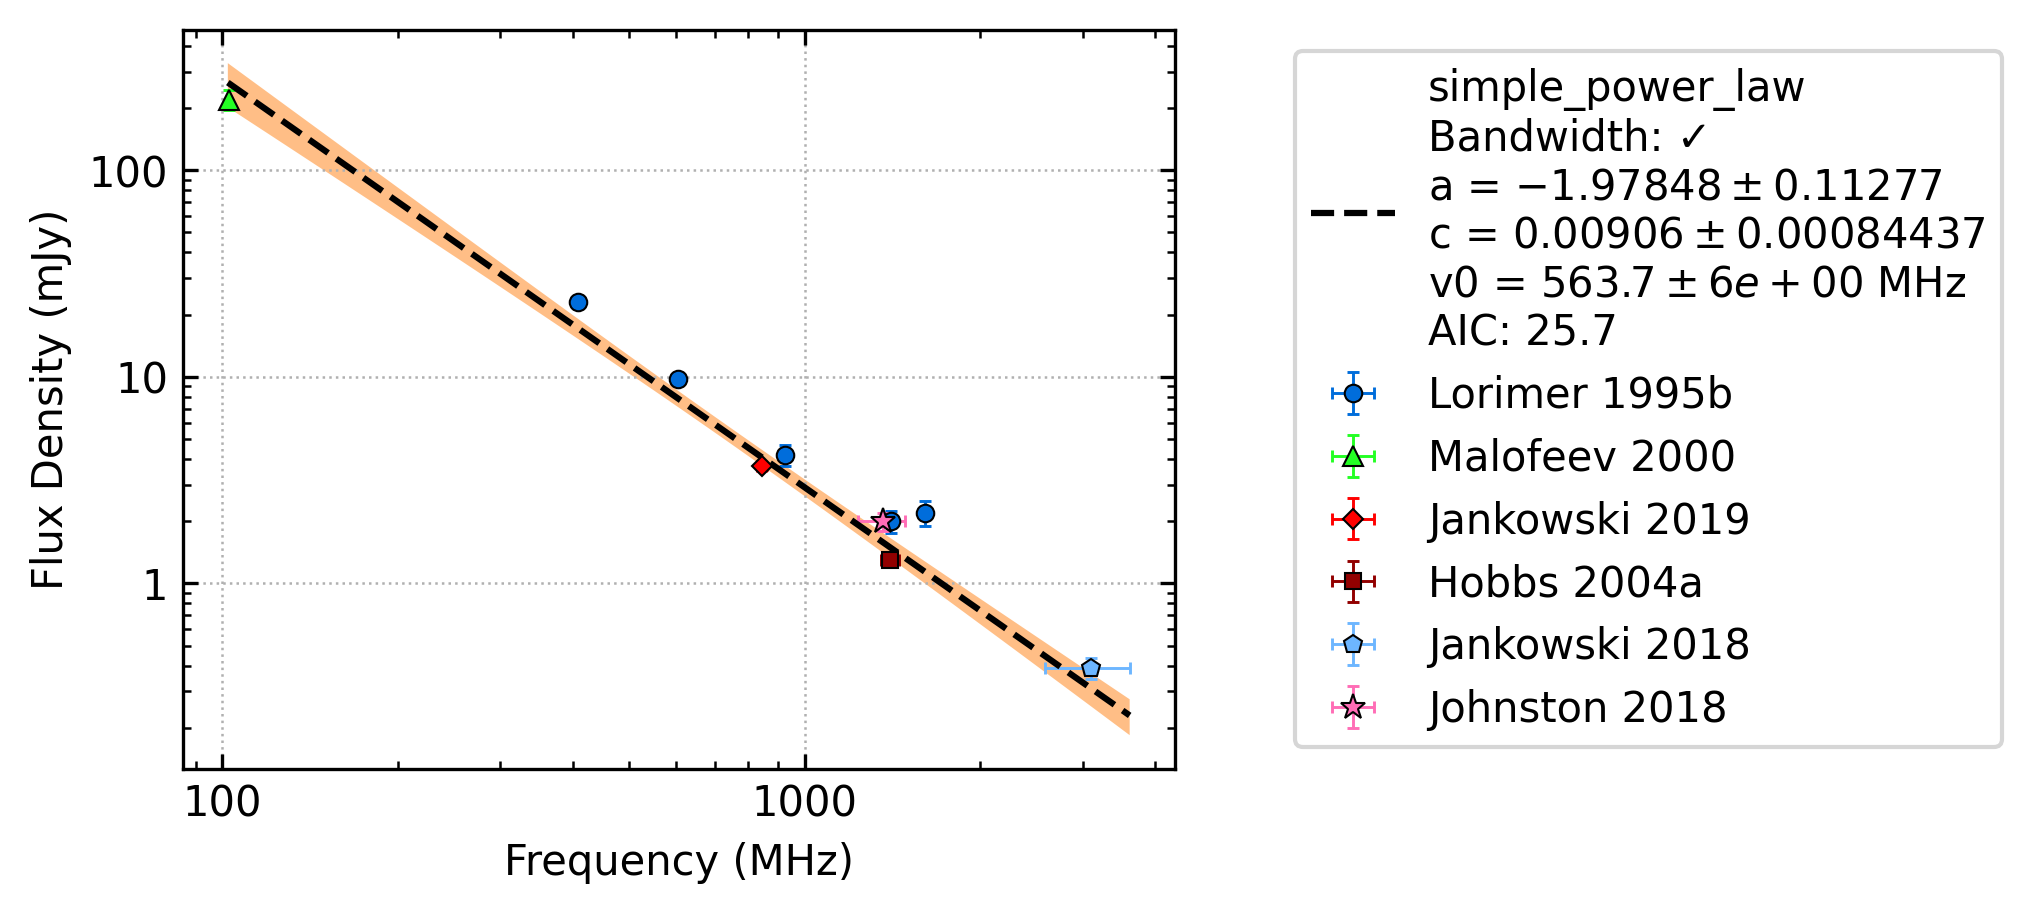 100
10
1
100
1000
Flux Density (mJy)
Frequency (MHz)
simple_power_law
Bandwidth: ✓
a = −1.97848 ± 0.11277
c = 0.00906 ± 0.00084437
v0 = 563.7 ± 6e + 00 MHz
AIC: 25.7
Lorimer 1995b
Malofeev 2000
Jankowski 2019
Hobbs 2004a
Jankowski 2018
Johnston 2018